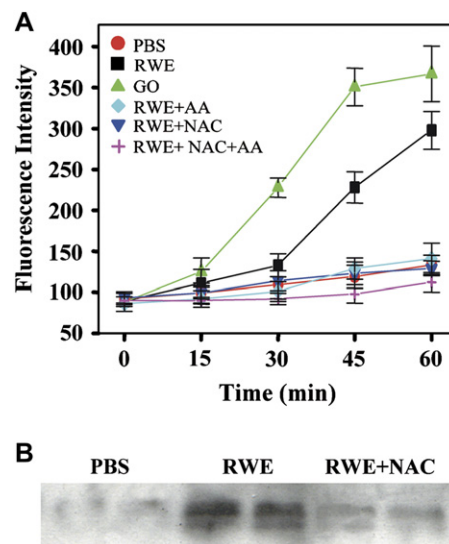 A
400
350
300
250
200
150
100
50
Fluorescence Intensity
PBS
RWE
GO
RWE+AA
RWE+NAC
RWE+ NAC+AA
0 15 30 45 60
Time (min)
B
PBS RWE RWE+NAC